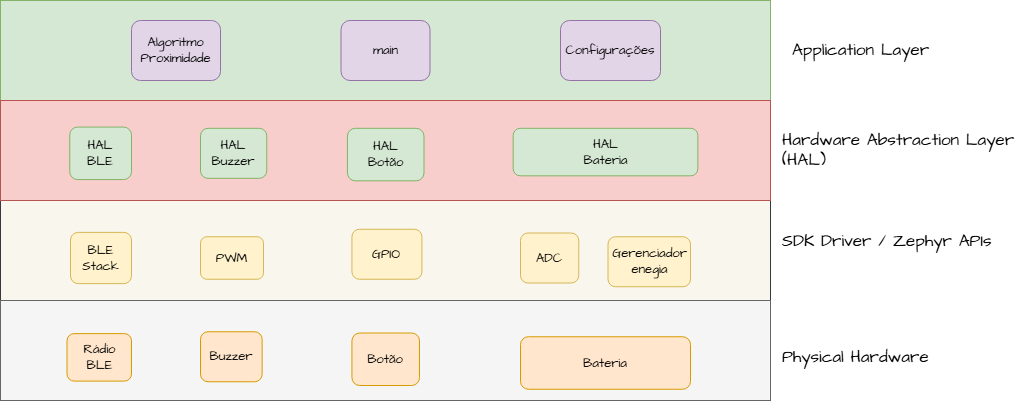 Algoritmo
Proximidade
main
Configurações
Application Layer
HAL
BLE
HAL
Buzzer
HAL
Botão
HAL
Bateria
Hardware Abstraction Layer
(HAL)
BLE
Stack
PWM
GPIO
ADC
Gerenciador
enegia
SDK Driver / Zephyr APIs
Rádio
BLE
Buzzer
Botão
Bateria
Physical Hardware